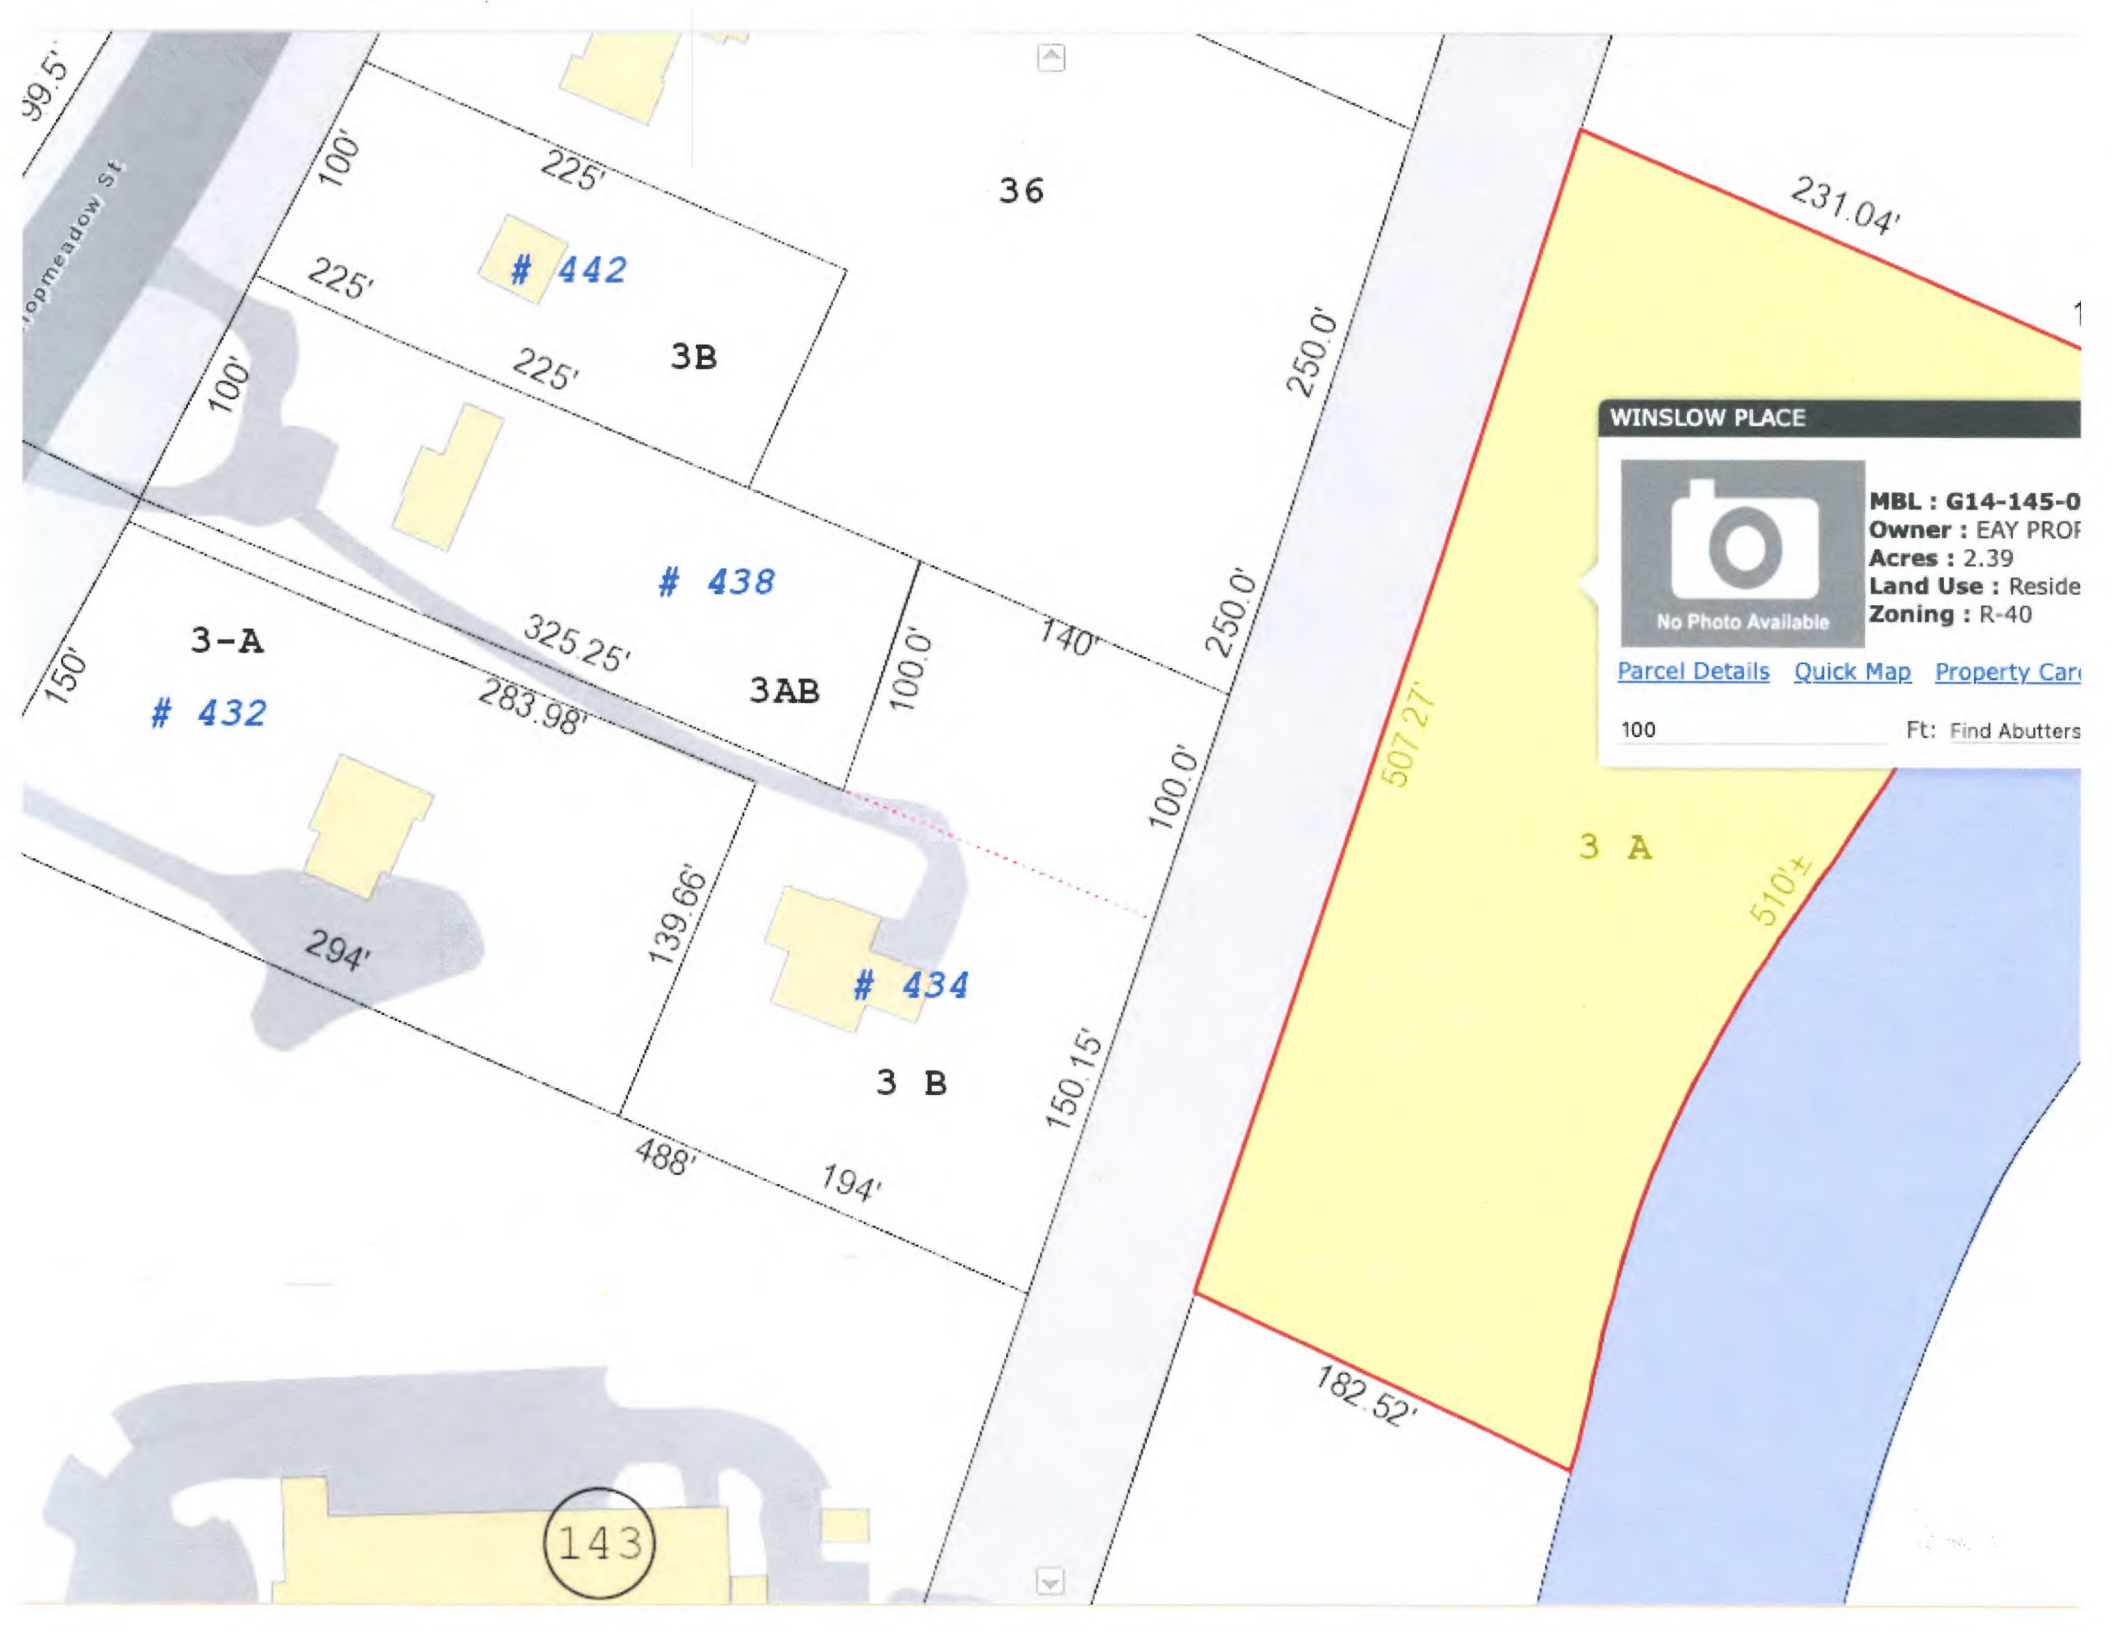 99.5'
100'
225'
36
231.04'
opmeadow St
# 442
225'
3B
250.0'
225'
100'
WINSLOW PLACE
MBL : G14-145-0
Owner : EAY PROP
Acres : 2.39
Land Use : Reside
Zoning : R-40
No Photo Available
Parcel Details Quick Map Property Car
100 Ft: Find Abutters
# 438
250.0'
140'
100.0'
325.25'
3-A
3AB
150'
# 432
283.98'
507.27'
100.0'
3 A
510'±
139.66'
294'
# 434
3 B
150.15'
488'
194'
182.52'
143